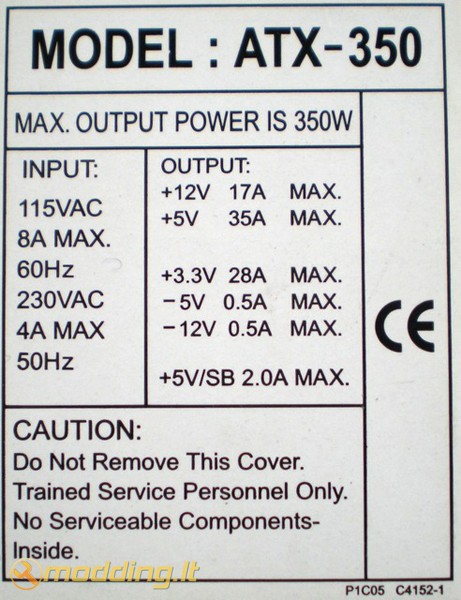 MODEL : ATX-350
MAX. OUTPUT POWER IS 350W
INPUT:
115VAC
8A MAX.
60Hz
230VAC
4A MAX
50Hz
OUTPUT:
+12V 17A MAX.
+5V 35A MAX.
+3.3V 28A MAX.
-5V 0.5A MAX.
-12V 0.5A MAX.
+5V/SB 2.0A MAX.
CE
CAUTION:
Do Not Remove This Cover.
Trained Service Personnel Only.
No Serviceable Components-
Inside.
modding.lt
P1C05 C4152-1